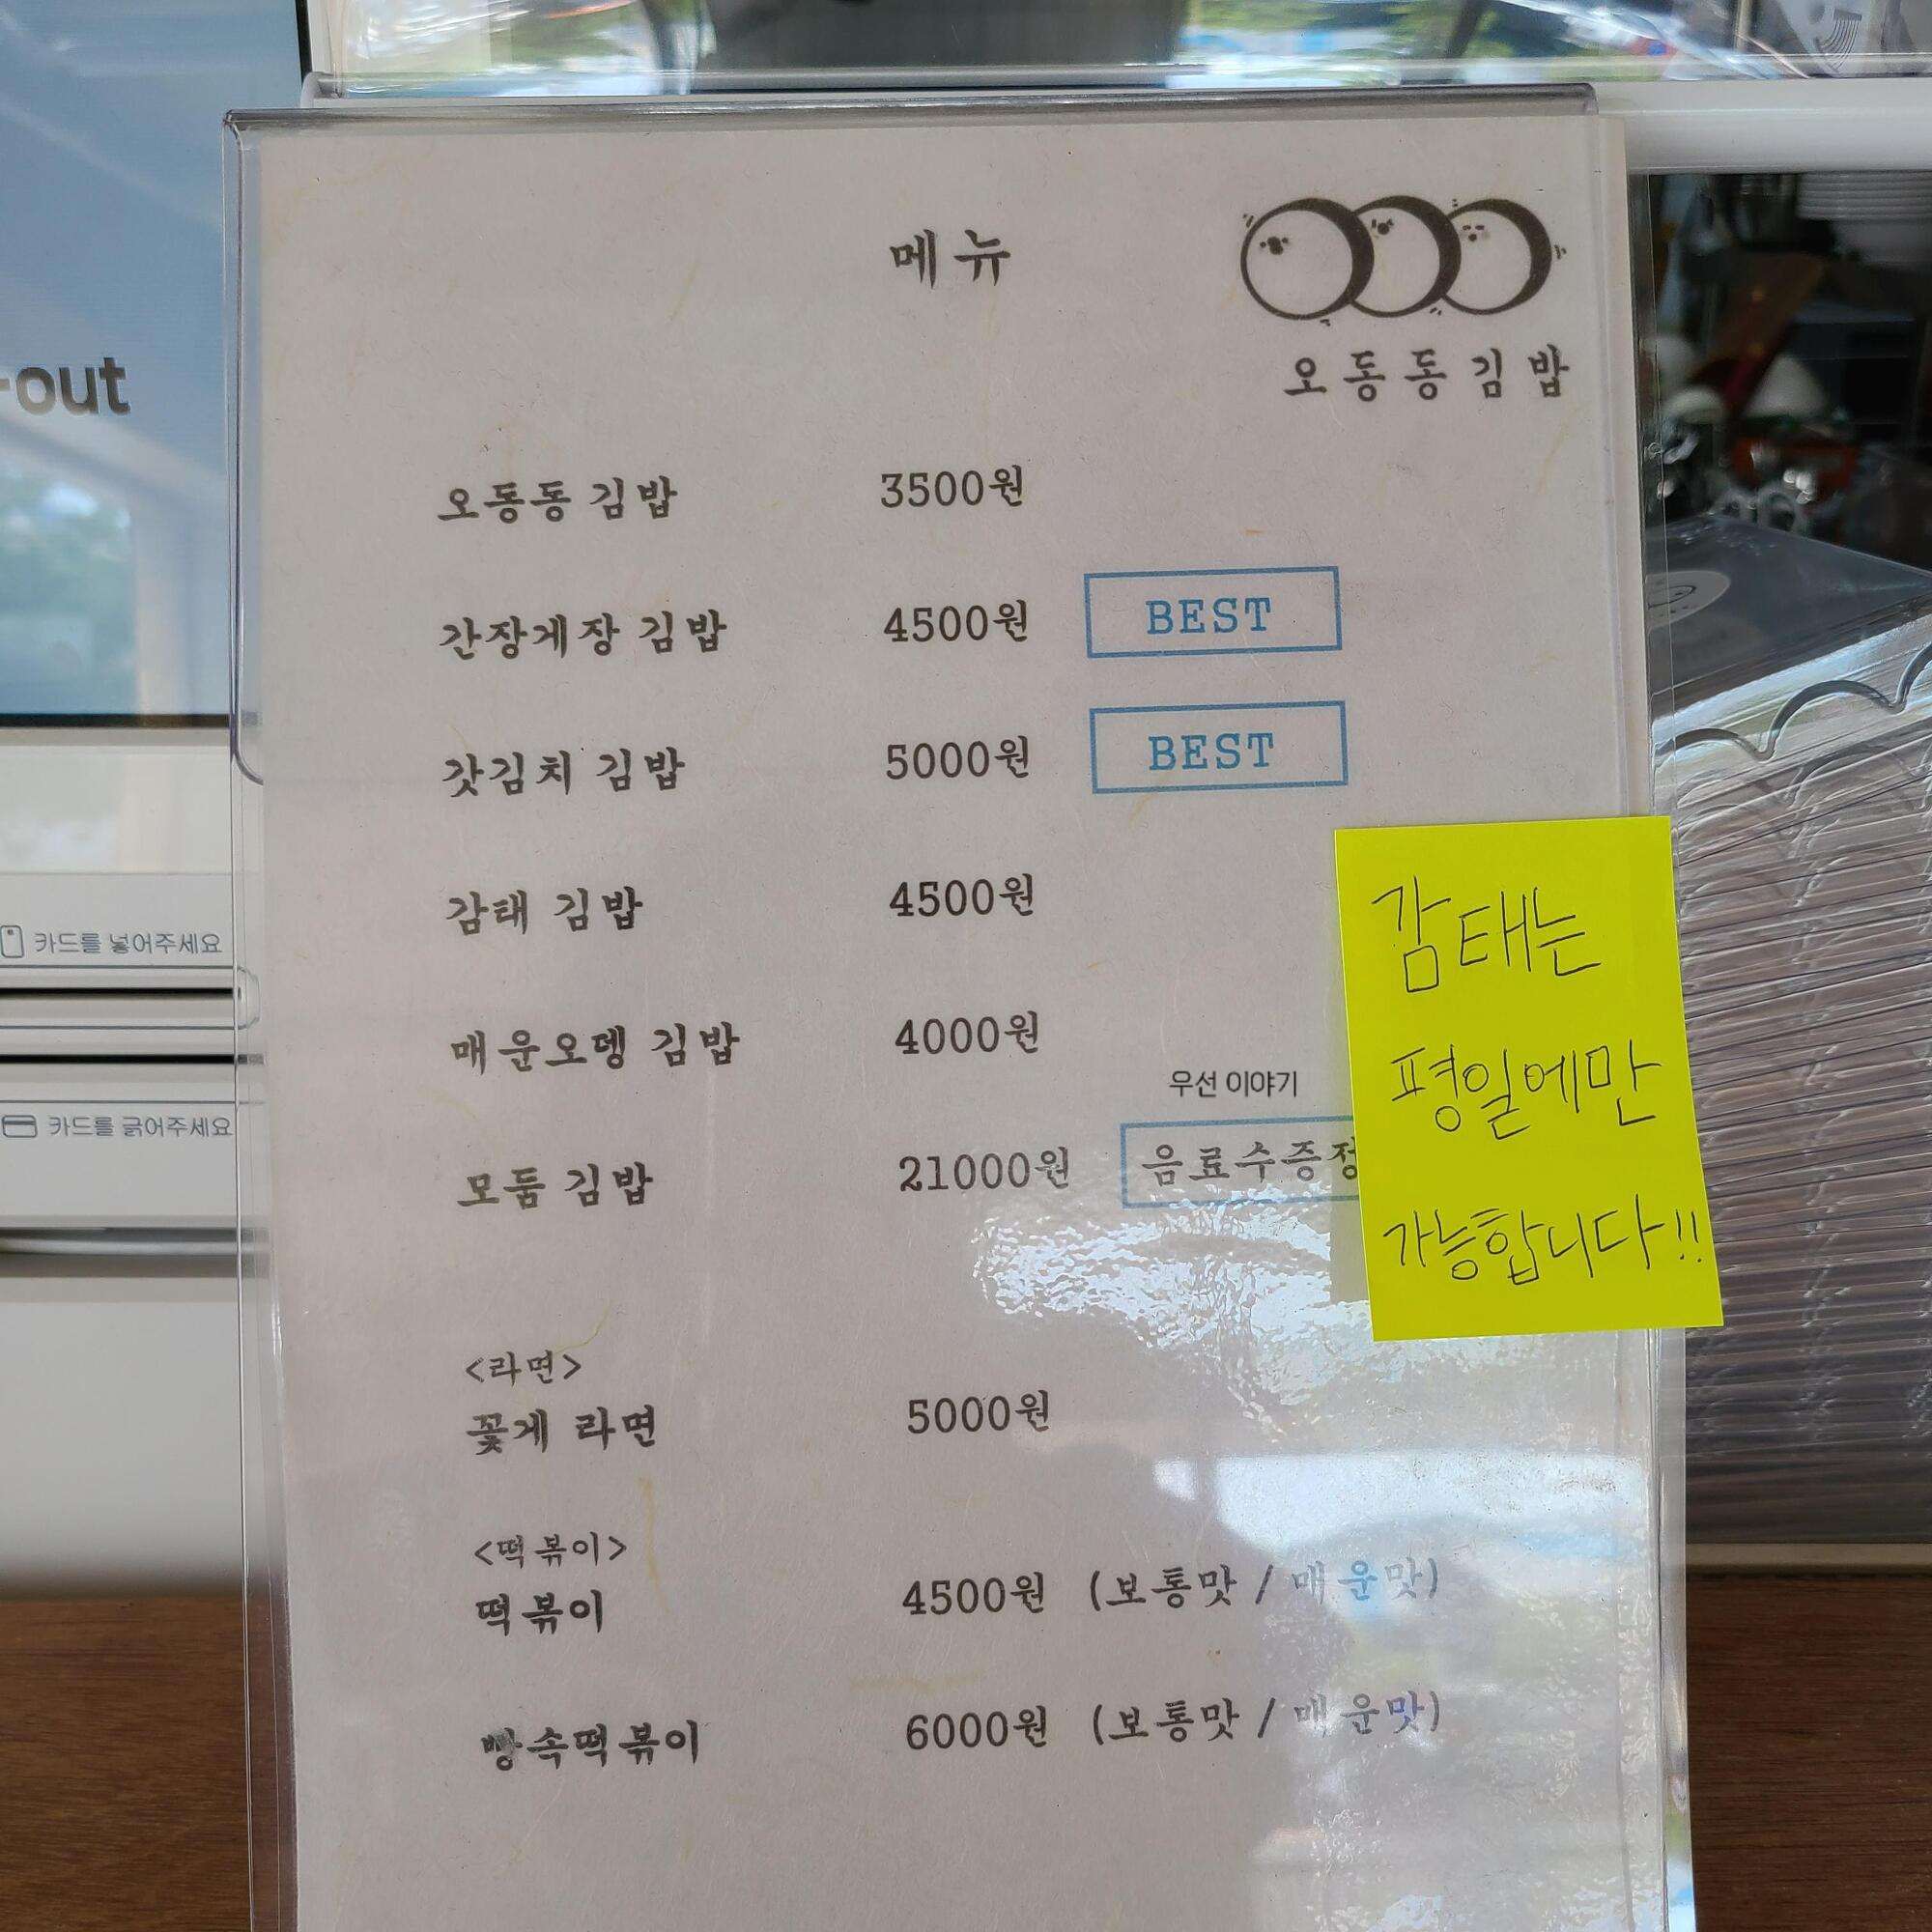 메뉴
오동동김밥
-out
오동동 김밥 3500원
간장게장 김밥 4500원 BEST
갓김치 김밥 5000원 BEST
감태 김밥 4500원
매운오뎅 김밥 4000원
우선 이야기
모둠 김밥 21000원 음료수증정
감태는
평일에만
가능합니다!!
카드를 넣어주세요
카드를 긁어주세요
<라면>
꽃게 라면 5000원
<떡볶이>
떡볶이 4500원 (보통맛 / 매운맛)
빵속떡볶이 6000원 (보통맛 / 매운맛)